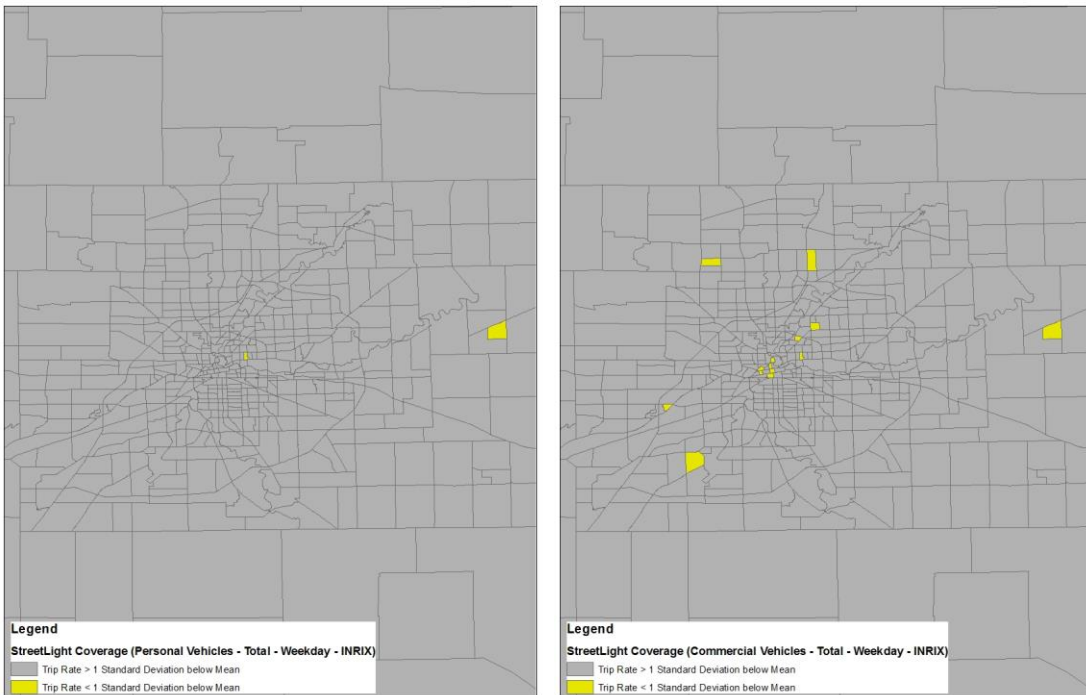 Legend
StreetLight Coverage (Personal Vehicles - Total - Weekday - INRIX)
Trip Rate > 1 Standard Deviation below Mean
Trip Rate < 1 Standard Deviation below Mean
Legend
StreetLight Coverage (Commercial Vehicles - Total - Weekday - INRIX)
Trip Rate > 1 Standard Deviation below Mean
Trip Rate < 1 Standard Deviation below Mean